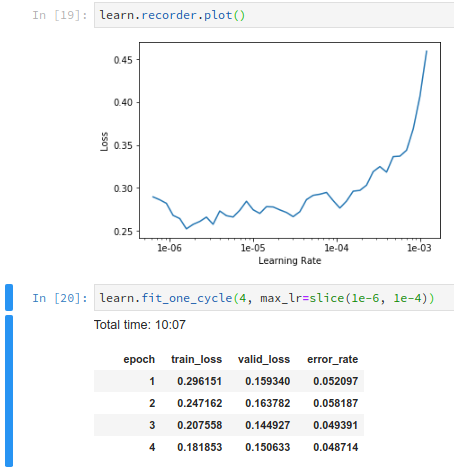 In [19]: learn.recorder.plot()
0.45
0.40
0.35
0.30
0.25
Loss
1e-06 1e-05 1e-04 1e-03
Learning Rate
In [20]: learn.fit_one_cycle(4, max_lr=slice(1e-6, 1e-4))
Total time: 10:07
epoch train_loss valid_loss error_rate
1 0.296151 0.159340 0.052097
2 0.247162 0.163782 0.058187
3 0.207558 0.144927 0.049391
4 0.181853 0.150633 0.048714